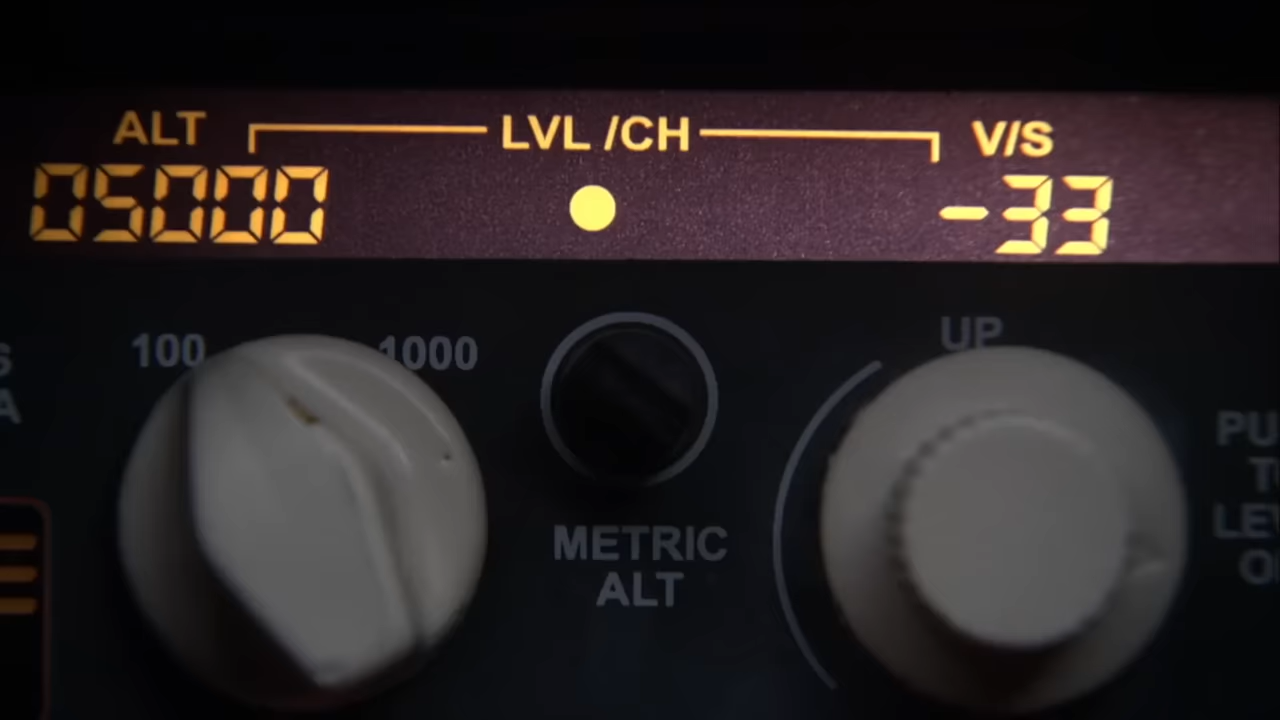 ALT LVL /CH V/S
05000 -33
100 1000 UP
METRIC
ALT